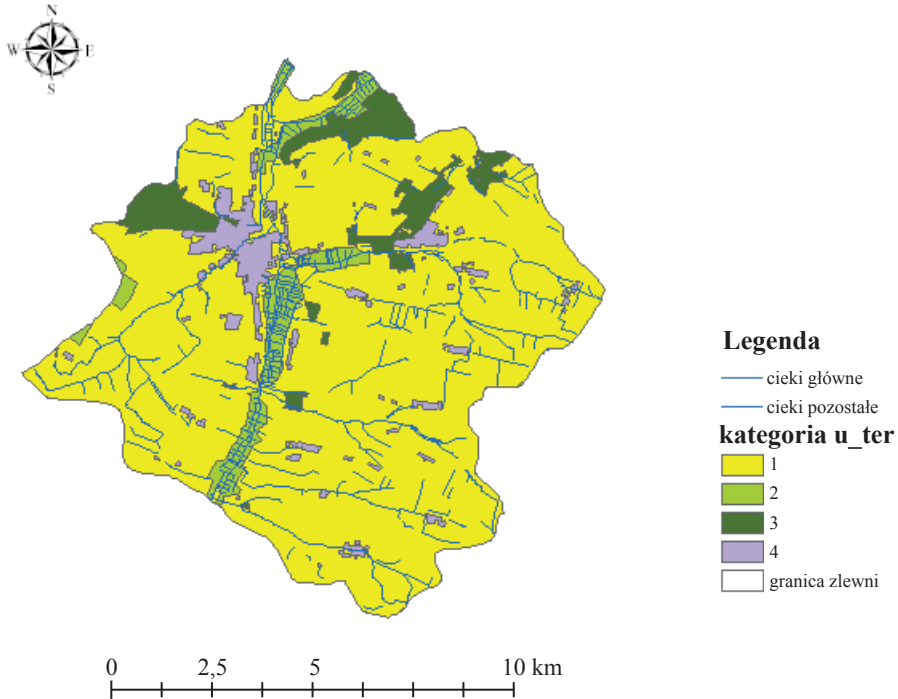 N
W E
S
Legenda
cieki główne
cieki pozostałe
kategoria u_ter
1
2
3
4
granica zlewni
0 2,5 5 10 km